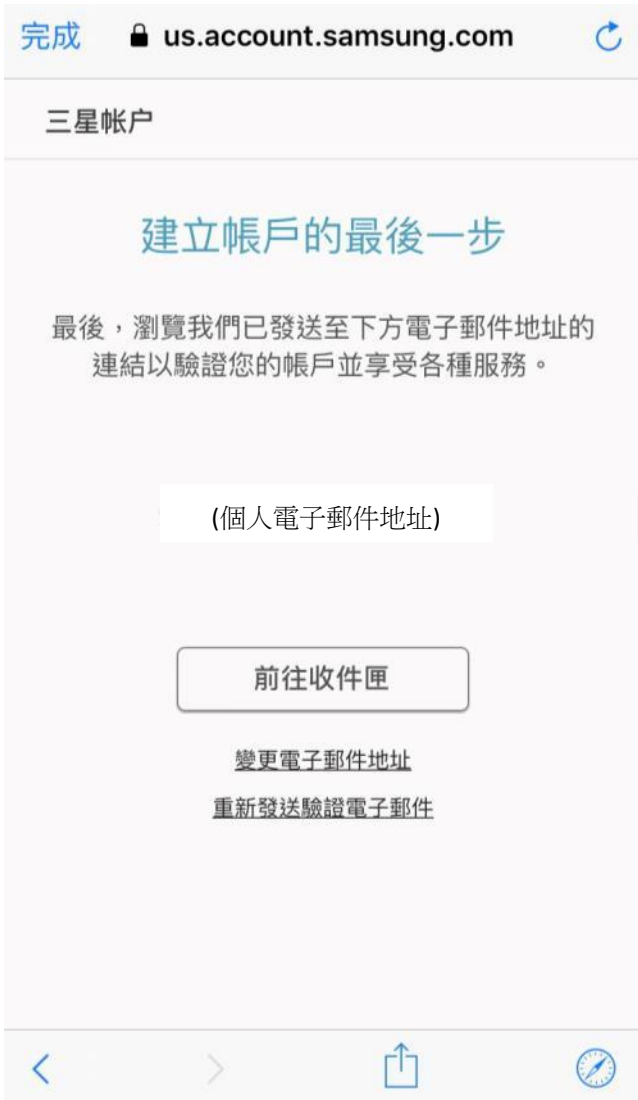 完成 us.account.samsung.com
三星帐户
建立帳戶的最後一步
最後，瀏覽我們已發送至下方電子郵件地址的
連結以驗證您的帳戶並享受各種服務。
(個人電子郵件地址)
前往收件匣
變更電子郵件地址
重新發送驗證電子郵件